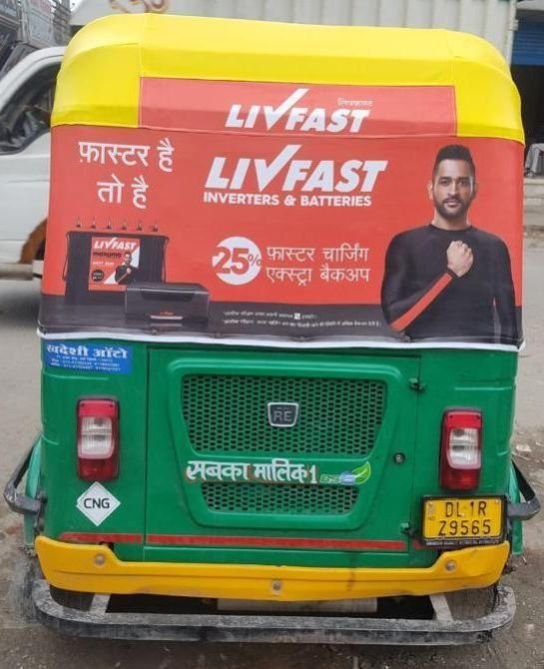 लिवफ़ास्ट
LIVFAST
फ़ास्टर है
तो है
LIVFAST
INVERTERS & BATTERIES
LIVFAST
25% फ़ास्टर चार्जिंग
एक्स्ट्रा बैकअप
स्वदेशी ऑटो
RE
सबका मालिक 1
CNG
DL 1R
Z9565